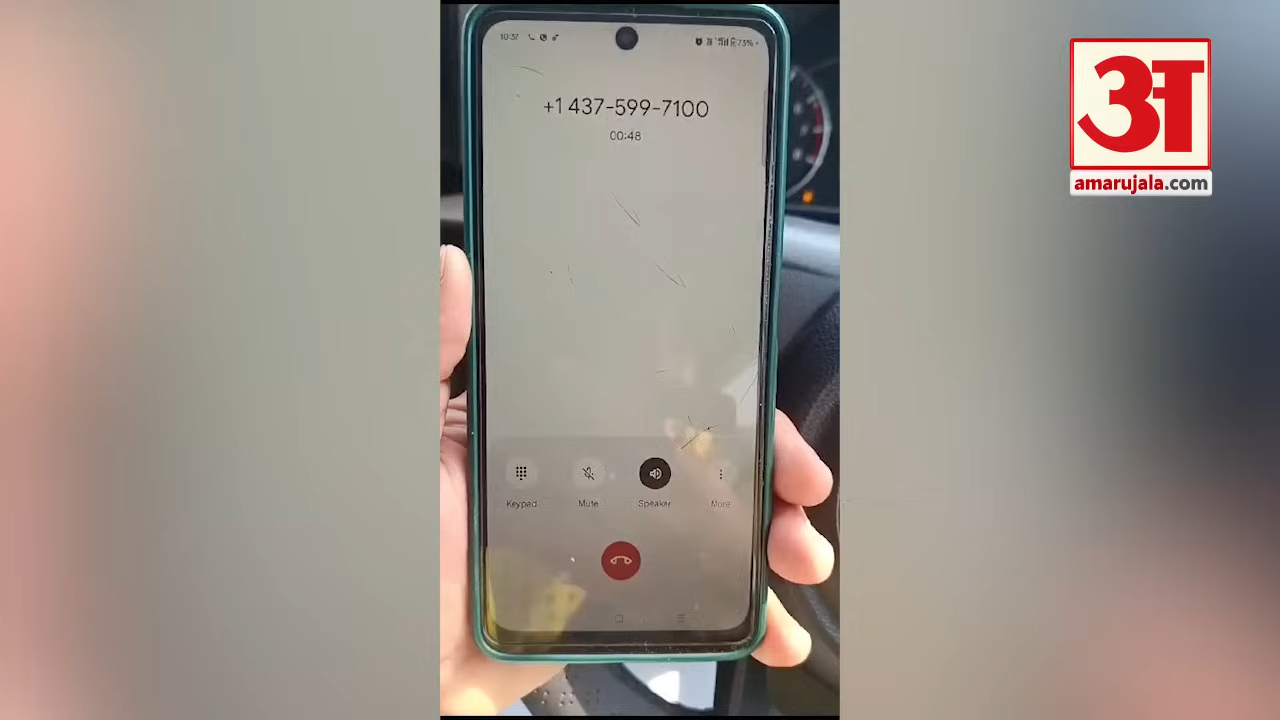 10:37
73%
+1 437-599-7100
00:48
Keypad
Mute
Speaker
More
अ
amarujala.com